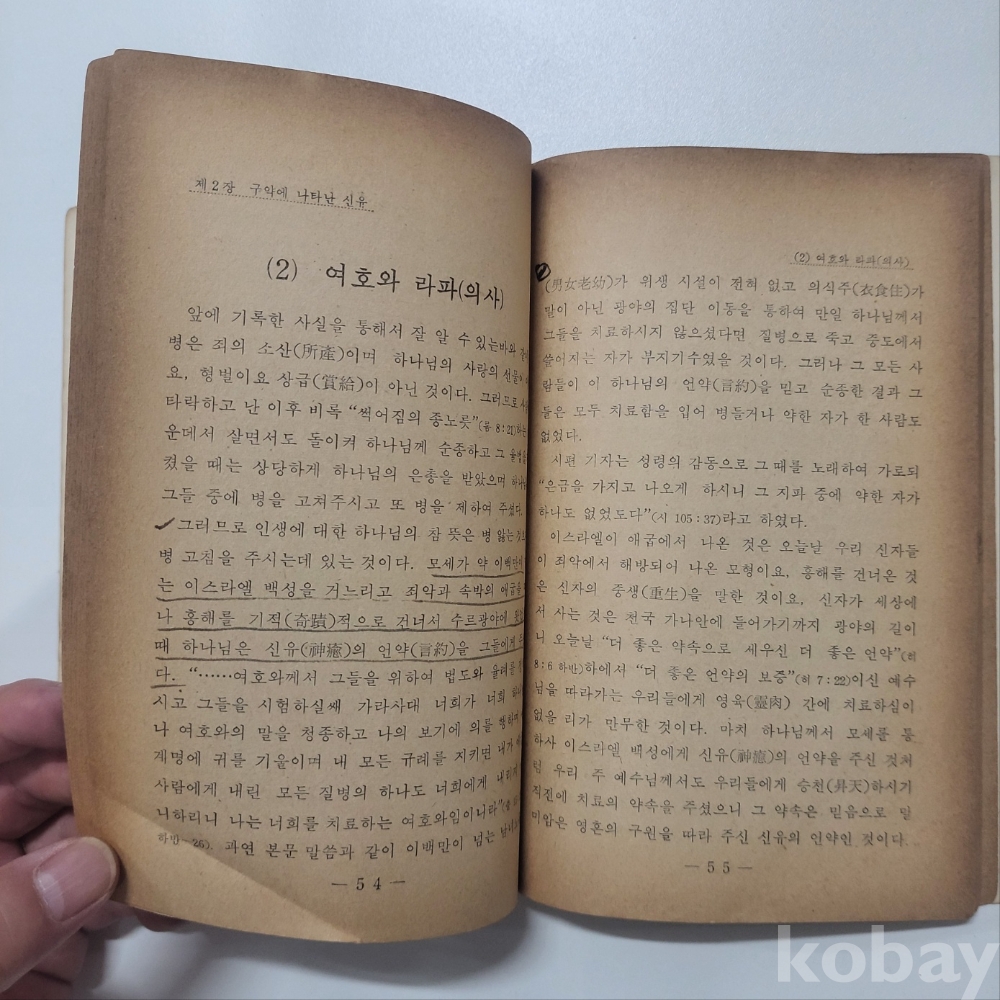 제2장 구약에 나타난 신유
(2) 여호와 라파(의사)
앞에 기록한 사실을 통해서 잘 알 수 있는바와
병은 죄의 소산(所產)이며 하나님의 사랑의 선물이
요, 형벌이요 상급(賞給)이 아닌 것이다. 그러므로
타락하고 난 이후 비록 “썩어짐의 종노릇”(롬 8:21)하는
운데서 살면서도 돌이켜 하나님께 순종하고 그 율법을
켰을 때는 상당하게 하나님의 은총을 받았으며
그들 중에 병을 고쳐주시고 또 병을 제하여 주셨다.
그러므로 인생에 대한 하나님의 참 뜻은 병 앓는
병 고침을 주시는데 있는 것이다. 모세가 약 이백만이
는 이스라엘 백성을 거느리고 죄악과 속박의 애굽을
나 홍해를 기적(奇蹟)적으로 건너서 수르광야에
때 하나님은 신유(神癒)의 언약(言約)을 그들에게
다. “……여호와께서 그들을 위하여 법도와 율례를
시고 그들을 시험하실쌔 가라사대 너희가 너희
나 여호와의 말을 청종하고 나의 보기에 의를 행하며
계명에 귀를 기울이며 내 모든 규례를 지키면 내가
사람에게 내린 모든 질병의 하나도 너희에게 내리지
니하리니 나는 너희를 치료하는 여호와임이니라”
하반—26). 과연 본문 말씀과 같이 이백만이 넘는
—54—
(2) 여호와 라파(의사)
(男女老幼)가 위생 시설이 전혀 없고 의식주(衣食住)가
말이 아닌 광야의 집단 이동을 통하여 만일 하나님께서
그들을 치료하시지 않으셨다면 질병으로 죽고 중도에서
쓸어지는 자가 부지기수였을 것이다. 그러나 그 모든 사
람들이 이 하나님의 언약(言約)을 믿고 순종한 결과 그
들은 모두 치료함을 입어 병들거나 약한 자가 한 사람도
없었다.
시편 기자는 성령의 감동으로 그 때를 노래하여 가로되
“은금을 가지고 나오게 하시니 그 지파 중에 약한 자가
하나도 없었도다”(시 105:37)라고 하였다.
이스라엘이 애굽에서 나온 것은 오늘날 우리 신자들
이 죄악에서 해방되어 나온 모형이요, 홍해를 건너온 것
은 신자의 중생(重生)을 말한 것이요, 신자가 세상에
서 사는 것은 천국 가나안에 들어가기까지 광야의 길이
니 오늘날 “더 좋은 약속으로 세우신 더 좋은 언약”(히
8:6 하반)하에서 “더 좋은 언약의 보증”(히 7:22)이신 예수
님을 따라가는 우리들에게 영육(靈肉) 간에 치료하심이
없을 리가 만무한 것이다. 마치 하나님께서 모세를 통
하사 이스라엘 백성에게 신유(神癒)의 언약을 주신 것처
럼 우리 주 예수님께서도 우리들에게 승천(昇天)하시기
직전에 치료의 약속을 주셨으니 그 약속은 믿음으로 말
미암은 영혼의 구원을 따라 주신 신유의 언약인 것이다.
—55—
kobay